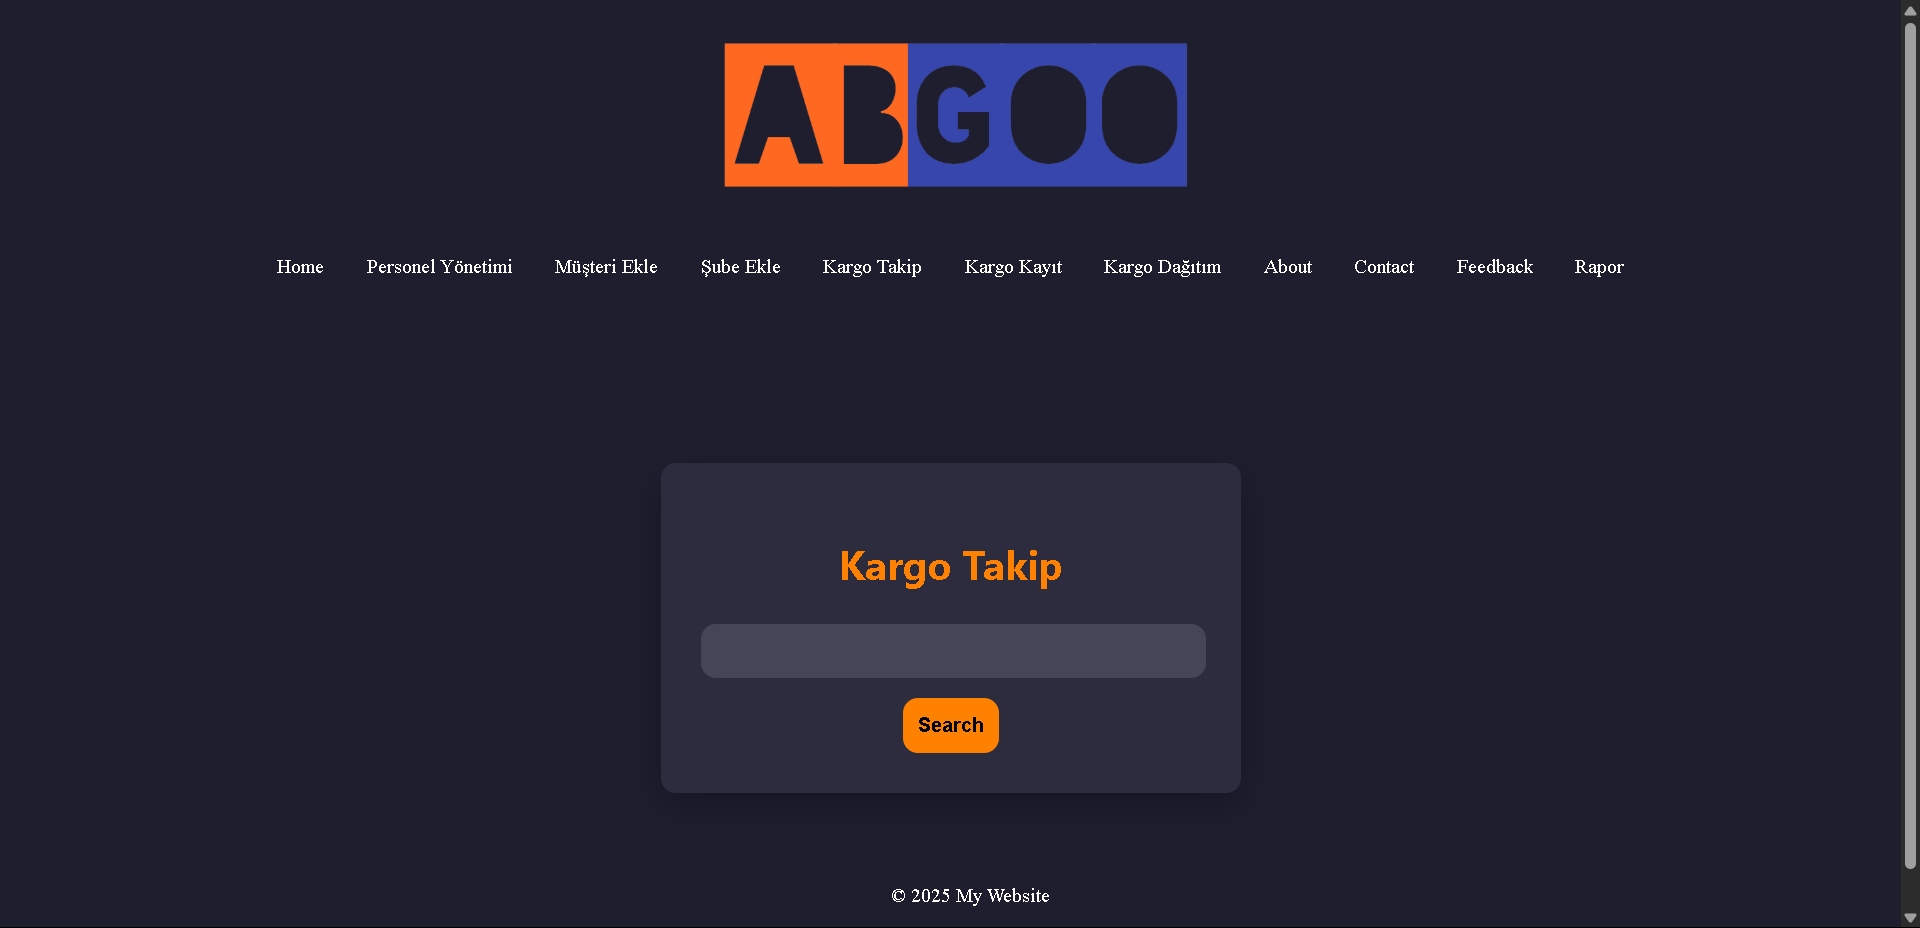 ABGOO
Home Personel Yönetimi Müşteri Ekle Şube Ekle Kargo Takip Kargo Kayıt Kargo Dağıtım About Contact Feedback Rapor
Kargo Takip
Search
© 2025 My Website